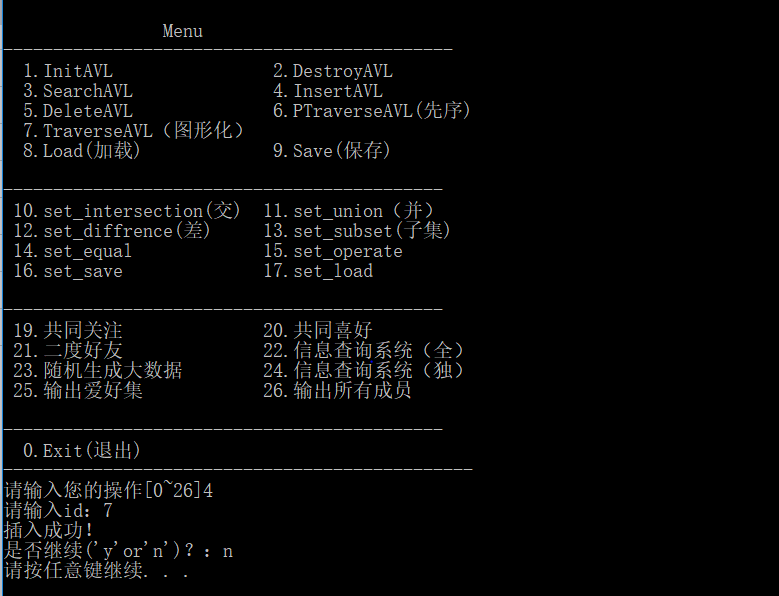 Menu
-----------------------------------------------
1.InitAVL 2.DestroyAVL
3.SearchAVL 4.InsertAVL
5.DeleteAVL 6.PTraverseAVL(先序)
7.TraverseAVL（图形化）
8.Load(加载) 9.Save(保存)
----------------------------------------------
10.set_intersection(交) 11.set_union（并）
12.set_diffrence(差) 13.set_subset(子集)
14.set_equal 15.set_operate
16.set_save 17.set_load
----------------------------------------------
19.共同关注 20.共同喜好
21.二度好友 22.信息查询系统（全）
23.随机生成大数据 24.信息查询系统（独）
25.输出爱好集 26.输出所有成员
----------------------------------------------
0.Exit(退出)
-------------------------------------------------
请输入您的操作[0~26]4
请输入id：7
插入成功！
是否继续('y'or'n')？：n
请按任意键继续. . .